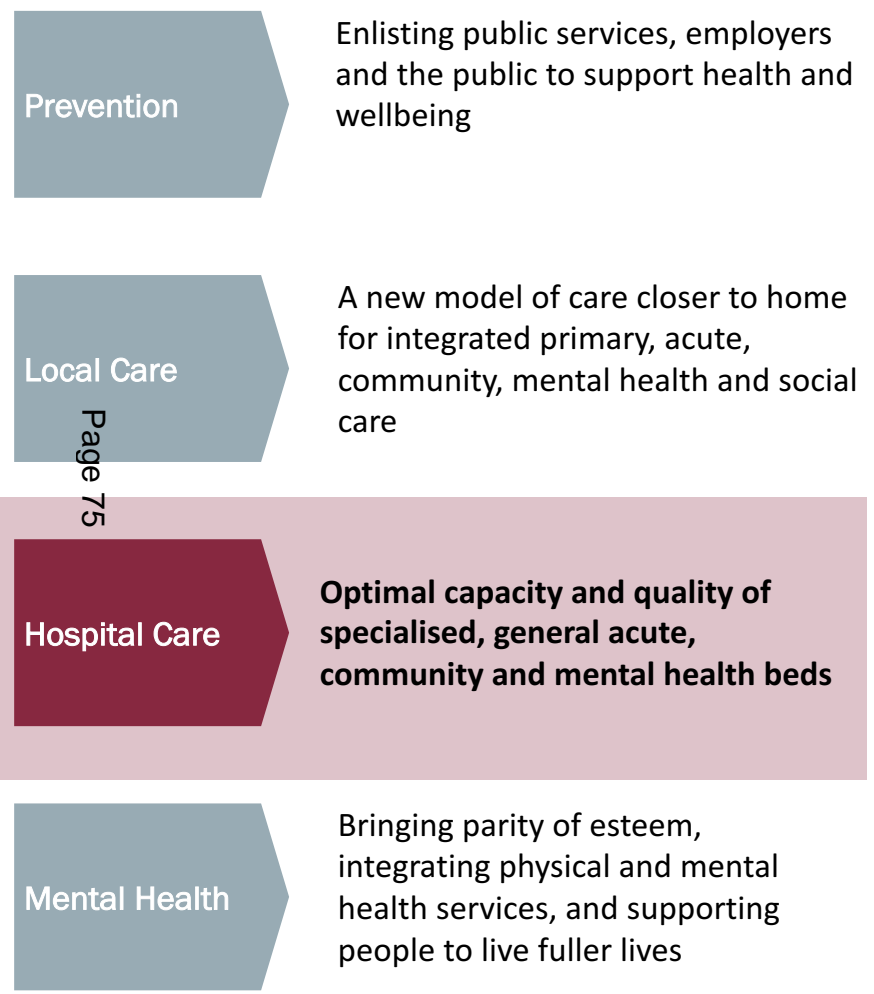 Prevention
Enlisting public services, employers
and the public to support health and
wellbeing
Local Care
A new model of care closer to home
for integrated primary, acute,
community, mental health and social
care
Page 75
Hospital Care
Optimal capacity and quality of
specialised, general acute,
community and mental health beds
Mental Health
Bringing parity of esteem,
integrating physical and mental
health services, and supporting
people to live fuller lives